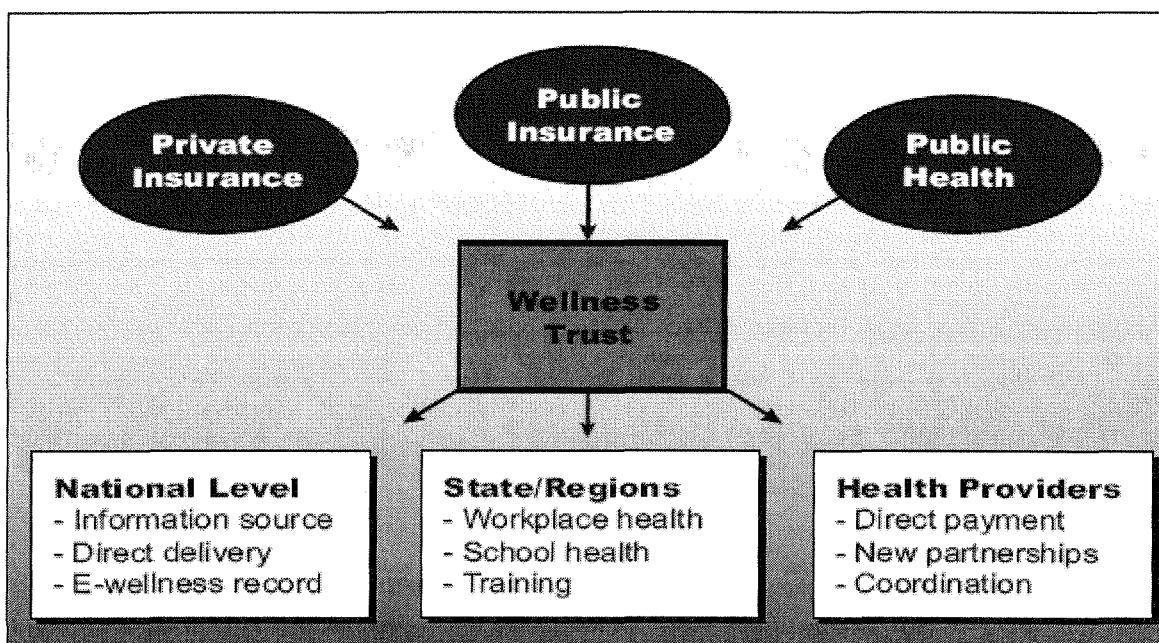 Private
Insurance
Public
Insurance
Public
Health
Wellness
Trust
National Level
- Information source
- Direct delivery
- E-wellness record
State/Regions
- Workplace health
- School health
- Training
Health Providers
- Direct payment
- New partnerships
- Coordination